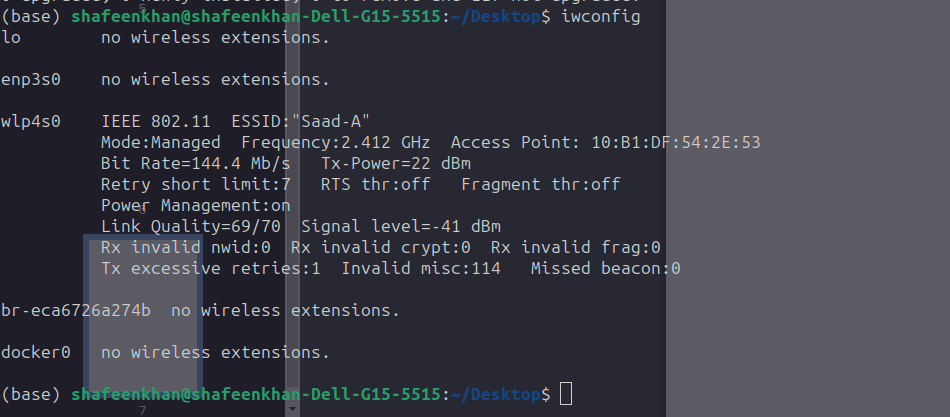 (base) shafeenkhan@shafeenkhan-Dell-G15-5515:~/Desktop$ iwconfig
lo        no wireless extensions.
enp3s0    no wireless extensions.
wlp4s0    IEEE 802.11  ESSID:"Saad-A"
          Mode:Managed  Frequency:2.412 GHz  Access Point: 10:B1:DF:54:2E:53
          Bit Rate=144.4 Mb/s   Tx-Power=22 dBm
          Retry short limit:7   RTS thr:off   Fragment thr:off
          Power Management:on
          Link Quality=69/70  Signal level=-41 dBm
          Rx invalid nwid:0  Rx invalid crypt:0  Rx invalid frag:0
          Tx excessive retries:1  Invalid misc:114   Missed beacon:0
br-eca6726a274b  no wireless extensions.
docker0   no wireless extensions.
(base) shafeenkhan@shafeenkhan-Dell-G15-5515:~/Desktop$
7